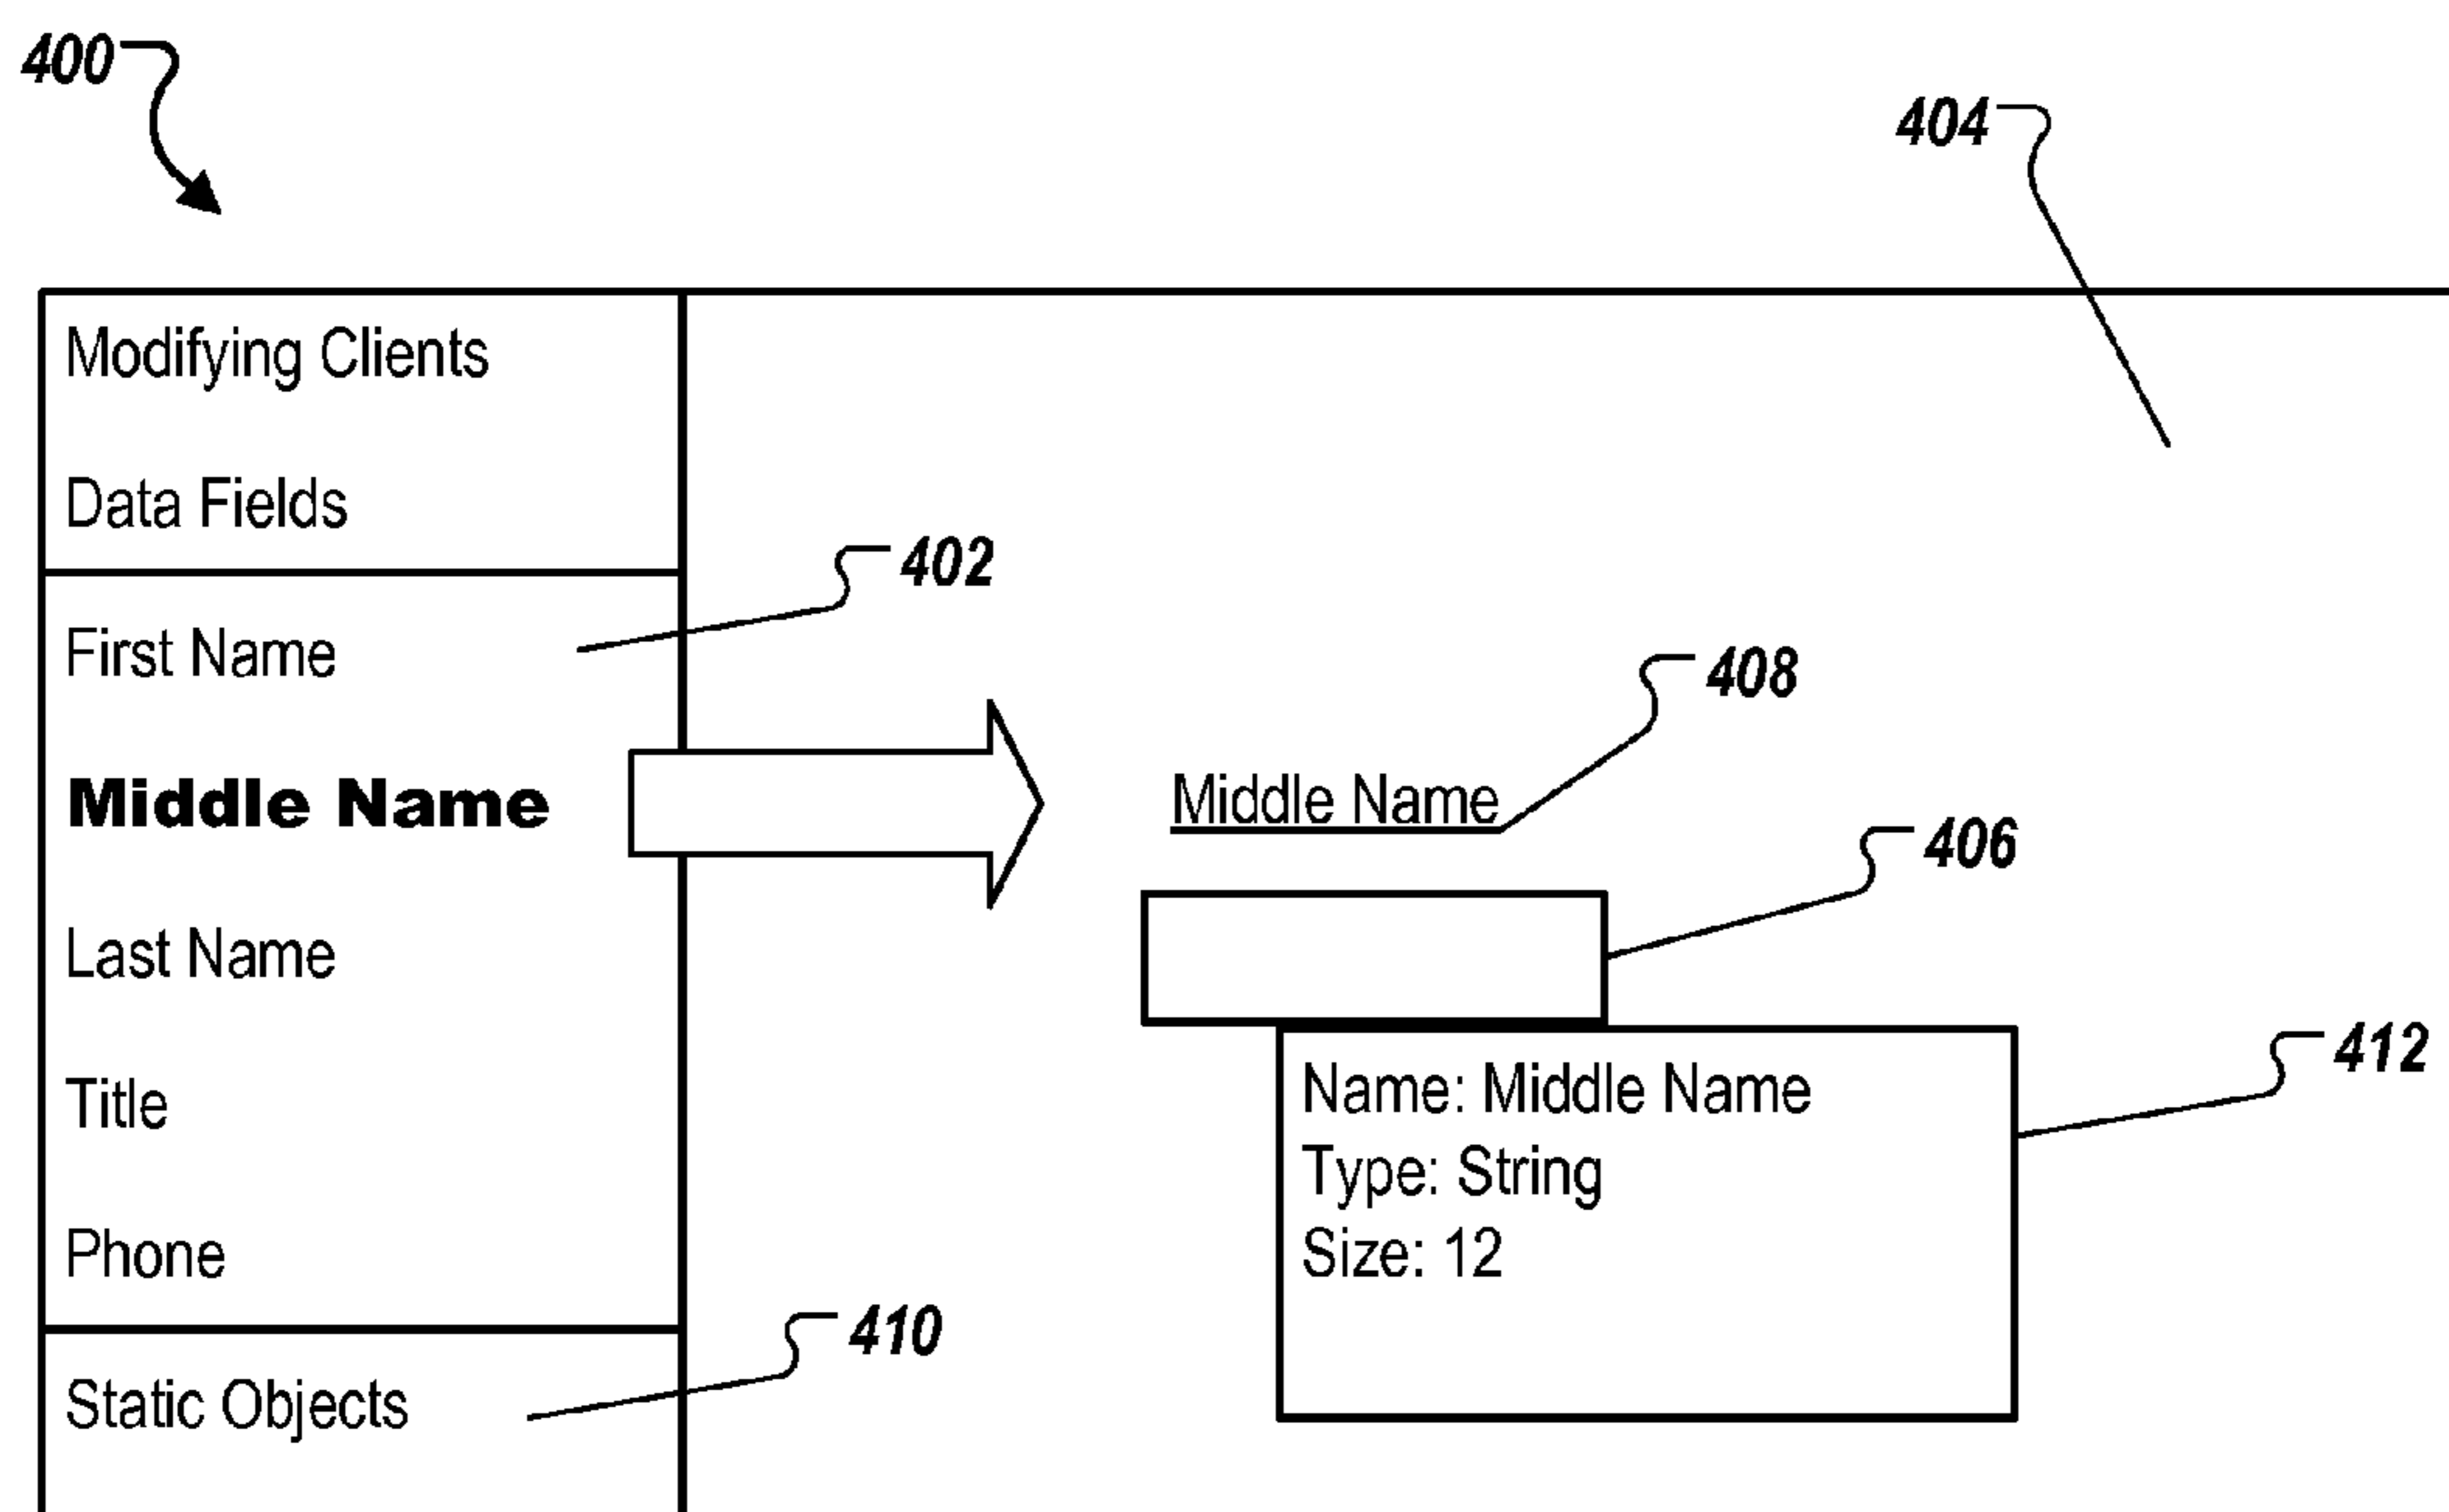 400
404
Modifying Clients
Data Fields
402
First Name
408
Middle Name
Middle Name
406
Last Name
412
Name: Middle Name
Type: String
Size: 12
Title
Phone
410
Static Objects